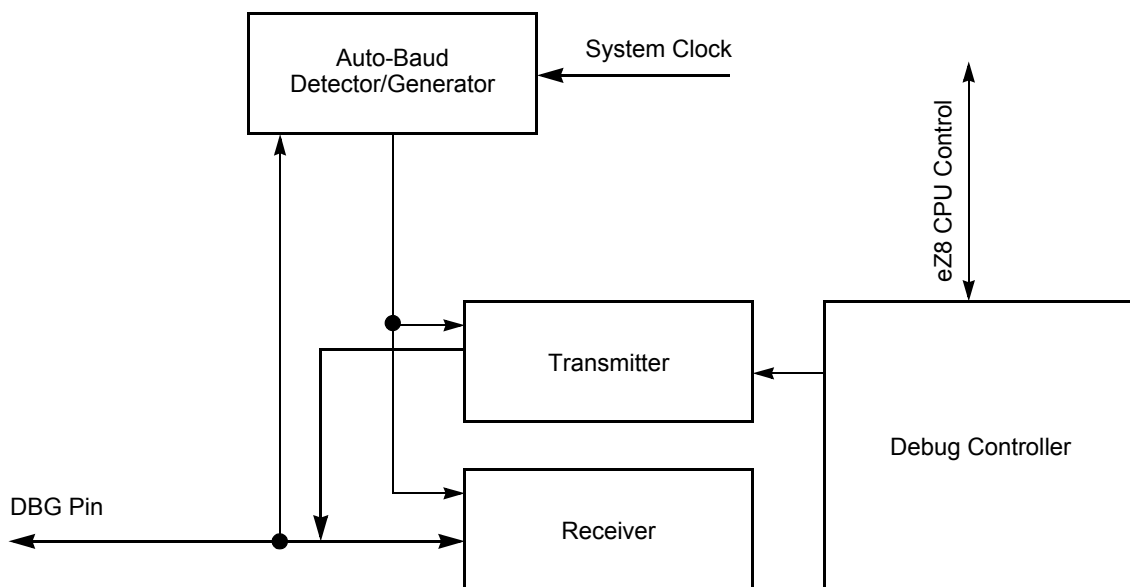 Auto-Baud
Detector/Generator
System Clock
eZ8 CPU Control
Transmitter
Debug Controller
DBG Pin
Receiver